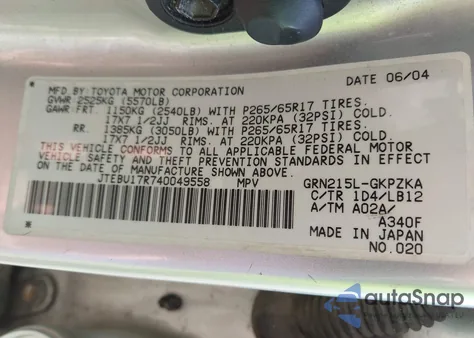 MFD BY TOYOTA MOTOR CORPORATION DATE 06/04
GVWR 2525KG (5570LB)
GAWR FRT 1150KG (2540LB) WITH P265/65R17 TIRES.
17X7 1/2JJ RIMS. AT 220KPA (32PSI) COLD.
RR. 1385KG (3050LB) WITH P265/65R17 TIRES.
17X7 1/2JJ RIMS. AT 220KPA (32PSI) COLD.
THIS VEHICLE CONFORMS TO ALL APPLICABLE FEDERAL MOTOR
VEHICLE SAFETY AND BUMPER STANDARDS IN EFFECT
ON THE DATE OF MANUFACTURE SHOWN ABOVE.
JTEBU17R740049558 MPV GRN215L-GKPZKA
C/TR 1D4/LB12
A/TM A02A/
A340F
MADE IN JAPAN
NO.020
autoSnap